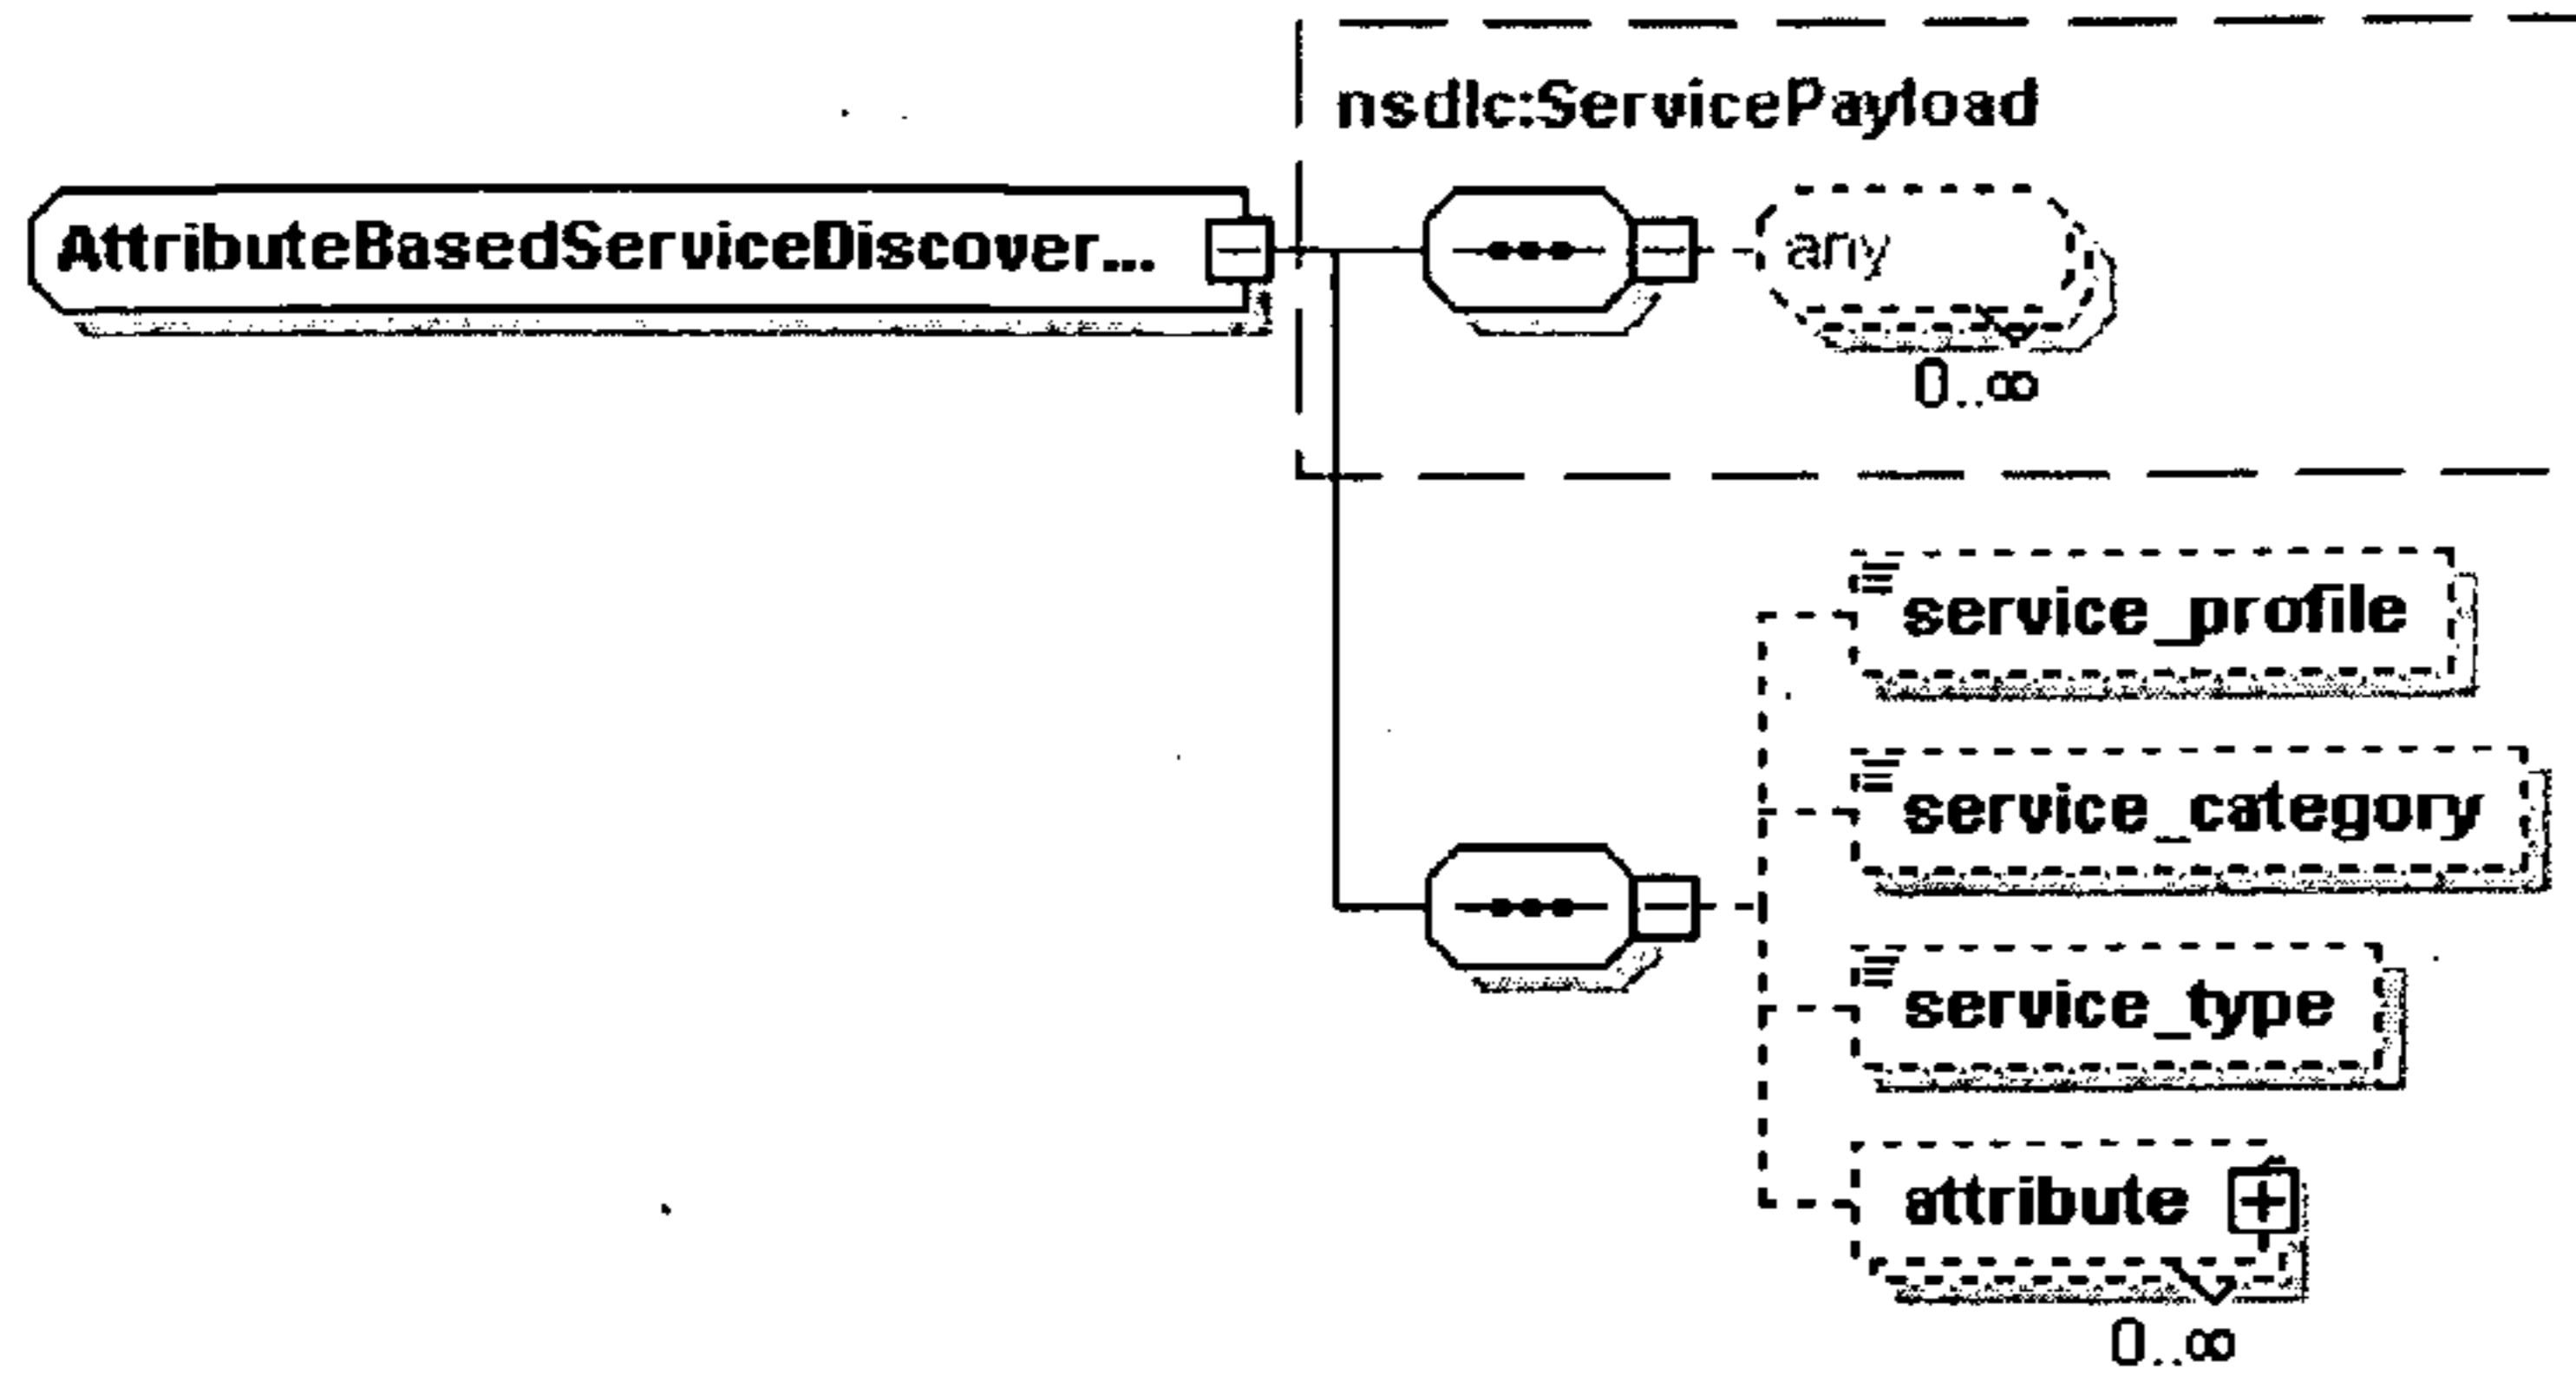 nsdlc:ServicePayload
AttributeBasedServiceDiscover...
any
0..∞
service_profile
service_category
service_type
attribute
0..∞